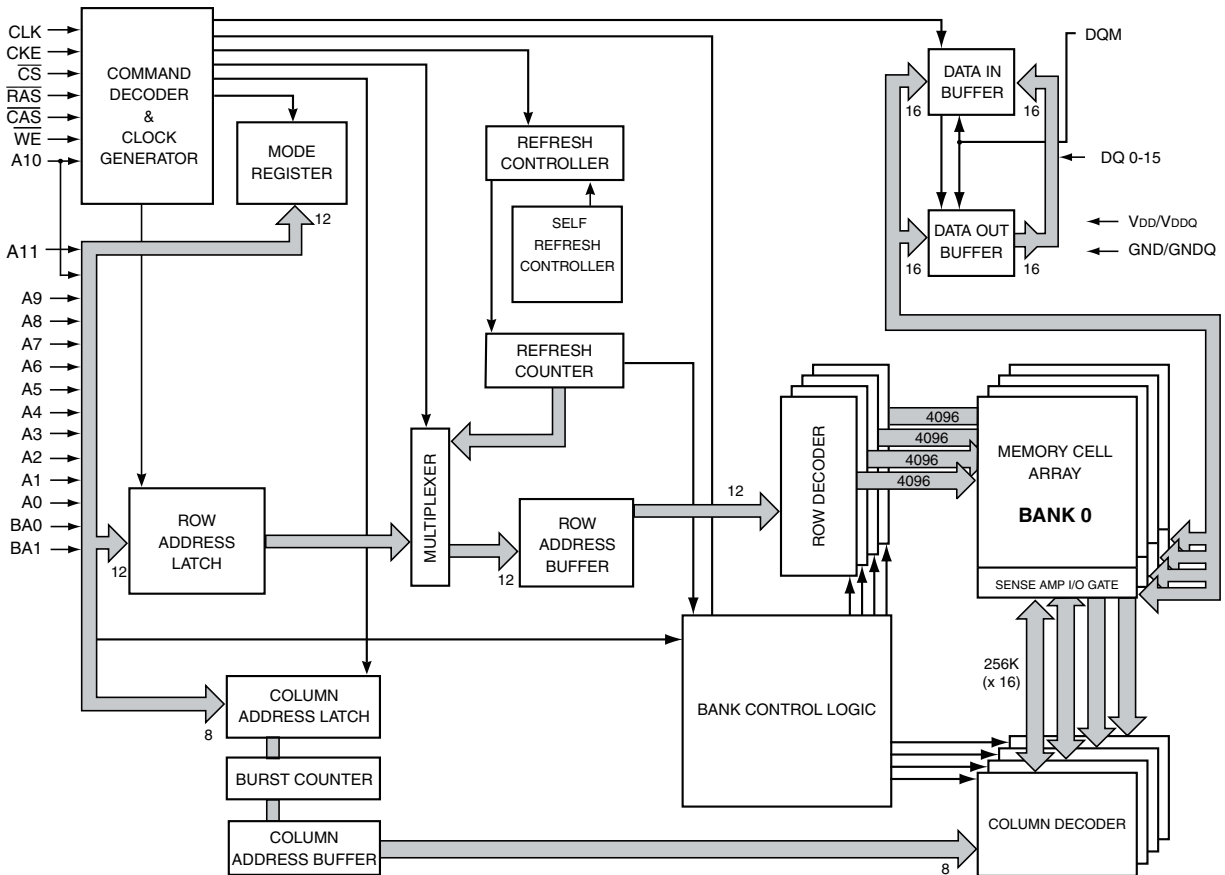 CLK
CKE
CS
RAS
CAS
WE
A10
A11
A9
A8
A7
A6
A5
A4
A3
A2
A1
A0
BA0
BA1
COMMAND
DECODER
&
CLOCK
GENERATOR
MODE
REGISTER
12
REFRESH
CONTROLLER
SELF
REFRESH
CONTROLLER
REFRESH
COUNTER
DATA IN
BUFFER
16
16
DQM
DQ 0-15
VDD/VDDQ
GND/GNDQ
DATA OUT
BUFFER
16
16
12
ROW
ADDRESS
LATCH
MULTIPLEXER
12
ROW
ADDRESS
BUFFER
12
ROW DECODER
4096
4096
4096
4096
MEMORY CELL
ARRAY
BANK 0
SENSE AMP I/O GATE
256K
(x 16)
BANK CONTROL LOGIC
8
COLUMN
ADDRESS LATCH
BURST COUNTER
COLUMN
ADDRESS BUFFER
8
COLUMN DECODER